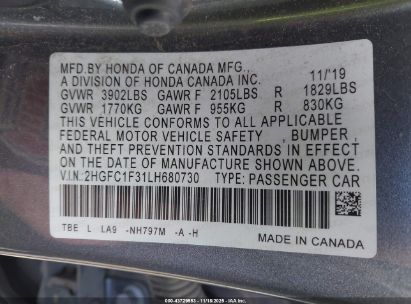 MFD.BY HONDA OF CANADA MFG.,
A DIVISION OF HONDA CANADA INC. 11/'19
GVWR 3902LBS GAWR F 2105LBS R 1829LBS
GVWR 1770KG GAWR F 955KG R 830KG
THIS VEHICLE CONFORMS TO ALL APPLICABLE
FEDERAL MOTOR VEHICLE SAFETY , BUMPER ,
AND THEFT PREVENTION STANDARDS IN EFFECT
ON THE DATE OF MANUFACTURE SHOWN ABOVE.
V.I.N.:2HGFC1F31LH680730 TYPE: PASSENGER CAR
TBE L LA9 -NH797M -A -H
MADE IN CANADA